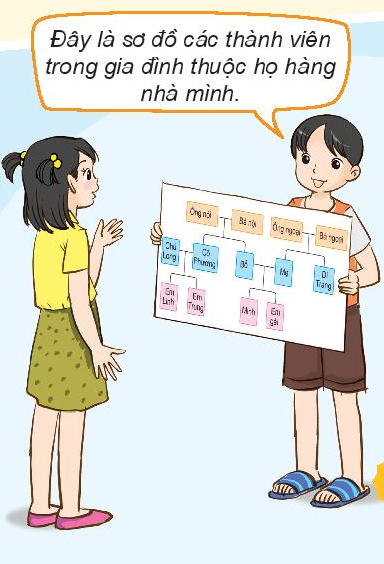 Đây là sơ đồ các thành viên
trong gia đình thuộc họ hàng
nhà mình.
Ông nội
Bà nội
Ông ngoại
Bà ngoại
Chú
Long
Cô
Phương
Bố
Mẹ
Dì
Trang
Em
Linh
Em
Trung
Minh
Em
gái